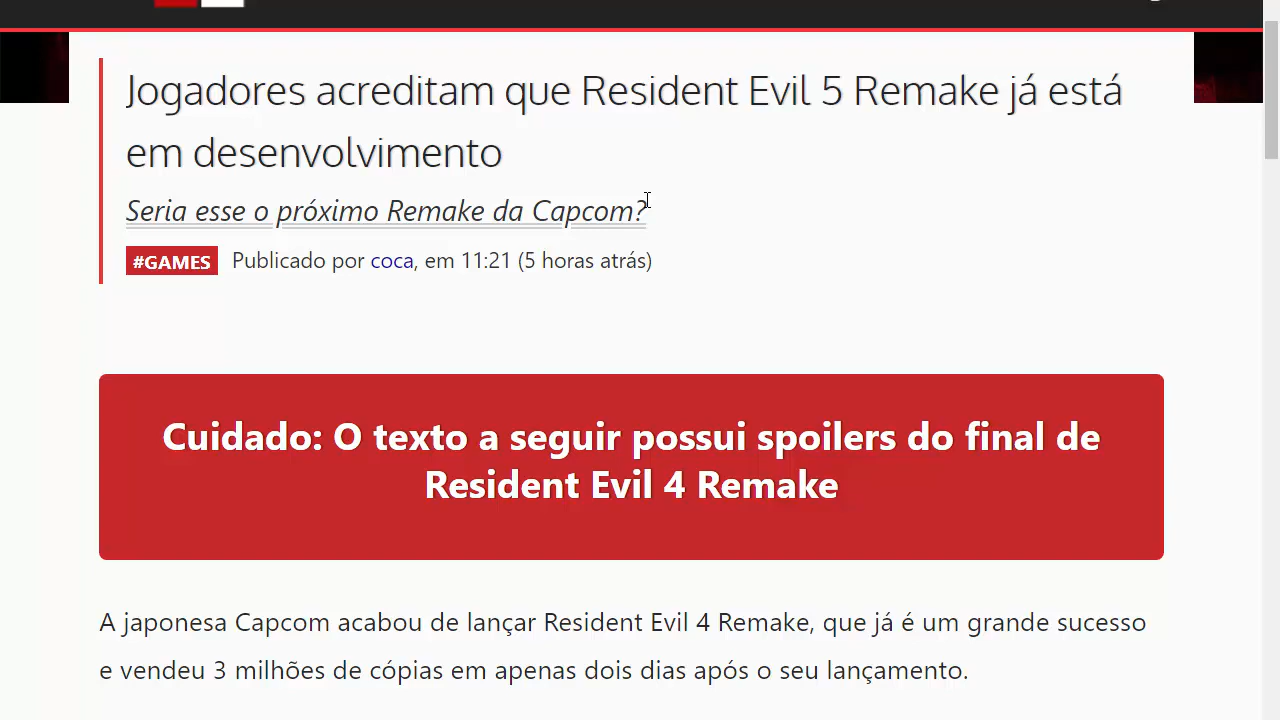 Jogadores acreditam que Resident Evil 5 Remake já está
em desenvolvimento
Seria esse o próximo Remake da Capcom?
#GAMES Publicado por coca, em 11:21 (5 horas atrás)
Cuidado: O texto a seguir possui spoilers do final de
Resident Evil 4 Remake
A japonesa Capcom acabou de lançar Resident Evil 4 Remake, que já é um grande sucesso
e vendeu 3 milhões de cópias em apenas dois dias após o seu lançamento.